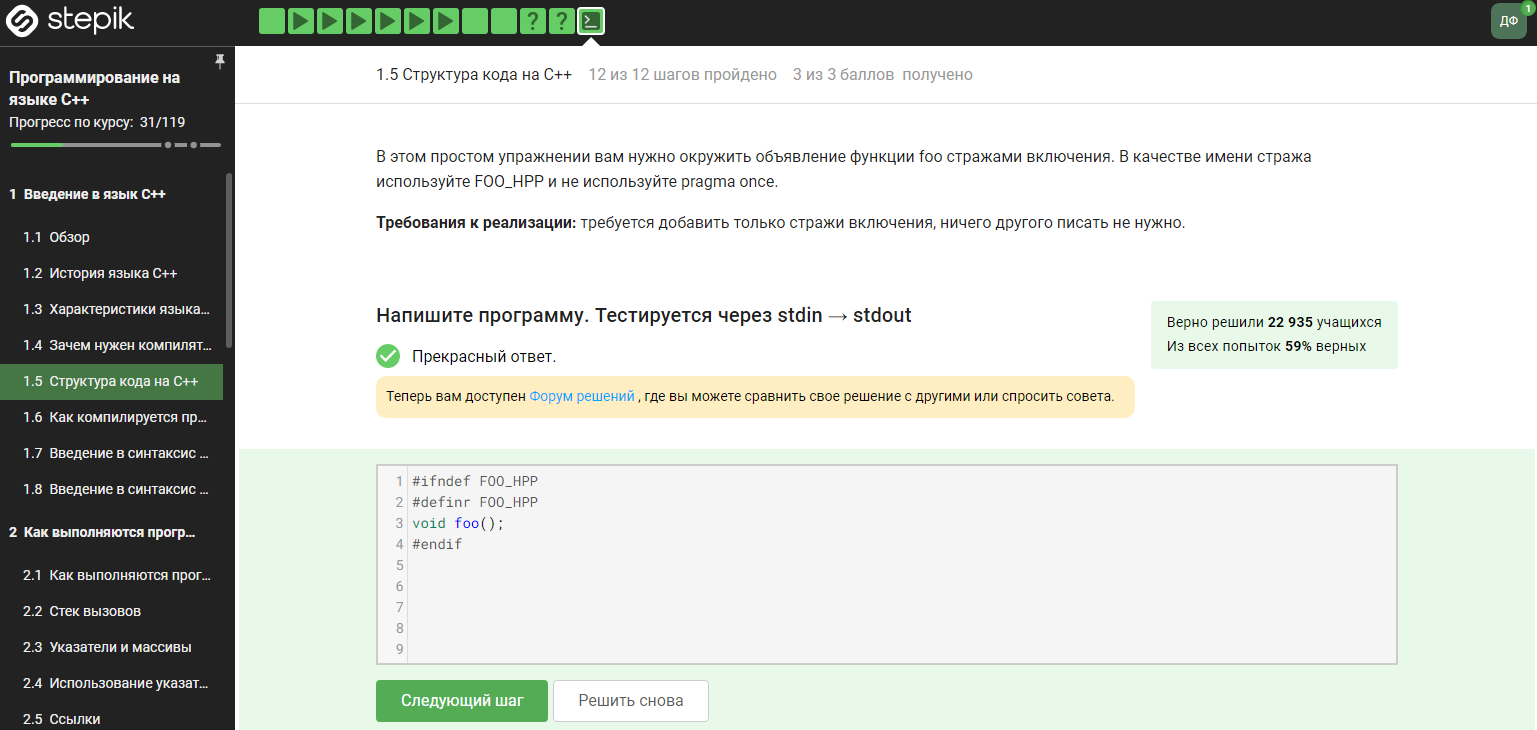 stepik
? ?
ДФ
1
Программирование на
языке C++
Прогресс по курсу: 31/119
1 Введение в язык C++
1.1 Обзор
1.2 История языка C++
1.3 Характеристики языка...
1.4 Зачем нужен компилят...
1.5 Структура кода на C++
1.6 Как компилируется пр...
1.7 Введение в синтаксис ...
1.8 Введение в синтаксис ...
2 Как выполняются прогр...
2.1 Как выполняются прог...
2.2 Стек вызовов
2.3 Указатели и массивы
2.4 Использование указат...
2.5 Ссылки
1.5 Структура кода на C++ 12 из 12 шагов пройдено 3 из 3 баллов получено
В этом простом упражнении вам нужно окружить объявление функции foo стражами включения. В качестве имени стража
используйте FOO_HPP и не используйте pragma once.
Требования к реализации: требуется добавить только стражи включения, ничего другого писать не нужно.
Напишите программу. Тестируется через stdin → stdout
Прекрасный ответ.
Теперь вам доступен Форум решений , где вы можете сравнить свое решение с другими или спросить совета.
Верно решили 22 935 учащихся
Из всех попыток 59% верных
1 #ifndef FOO_HPP
2 #definr FOO_HPP
3 void foo();
4 #endif
5
6
7
8
9
Следующий шаг
Решить снова